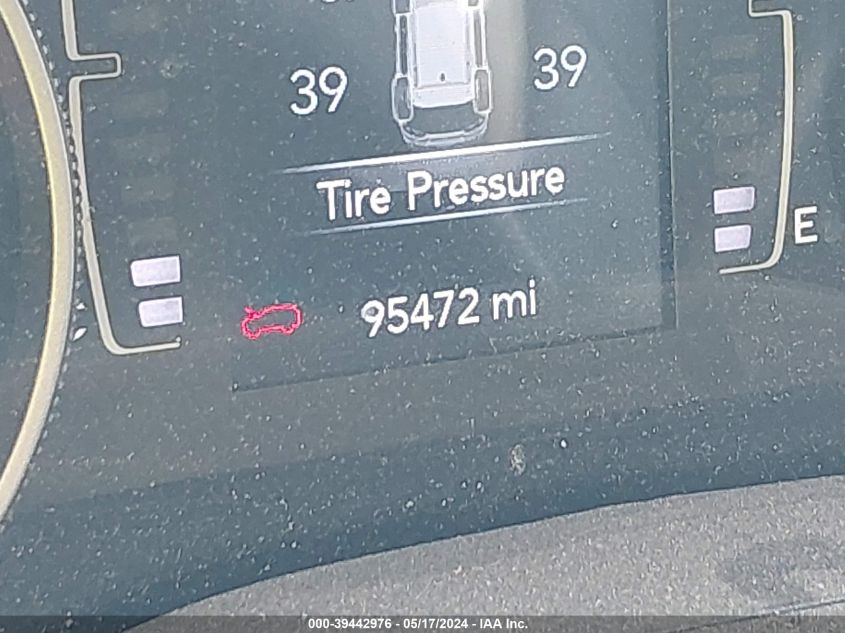 39 39
Tire Pressure
95472 mi
E
000-39442976 - 05/17/2024 - IAA Inc.